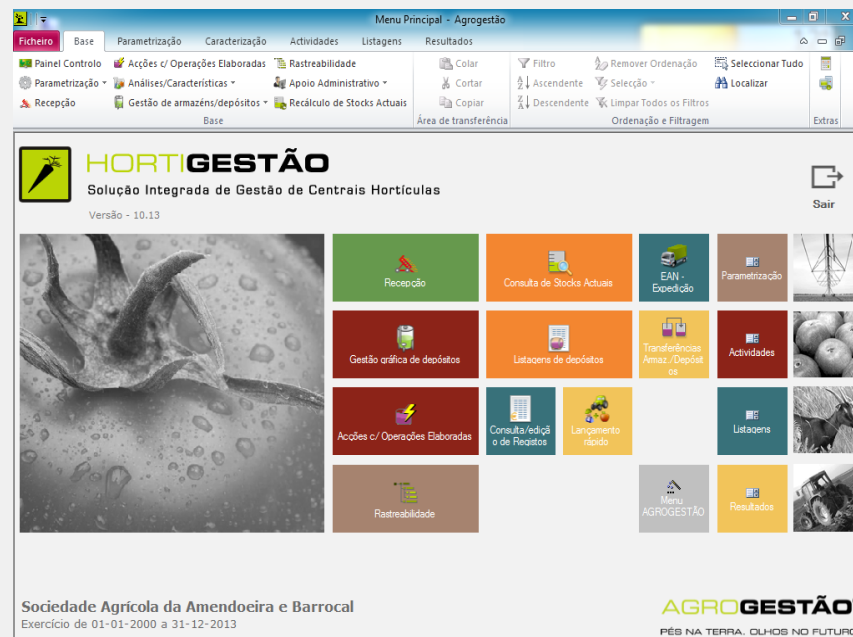 Menu Principal - Agrogestão
Ficheiro Base Parametrização Caracterização Actividades Listagens Resultados
Painel Controlo Acções c/ Operações Elaboradas Rastreabilidade Colar Filtro Remover Ordenação Seleccionar Tudo
Parametrização Análises/Características Apoio Administrativo Cortar Ascendente Selecção Localizar
Recepção Gestão de armazéns/depósitos Recálculo de Stocks Actuais Copiar Descendente Limpar Todos os Filtros
Base Área de transferência Ordenação e Filtragem Extras
HORTIGESTÃO
Solução Integrada de Gestão de Centrais Hortículas
Versão - 10.13
Sair
Recepção
Consulta de Stocks Actuais
EAN -
Expedição
Parametrização
Gestão gráfica de depósitos
Listagens de depósitos
Transferências
Armaz./Depósit
os
Actividades
Acções c/ Operações Elaboradas
Consulta/ediçã
o de Registos
Lançamento
rápido
Listagens
Rastreabilidade
Menu
AGROGESTÃO
Resultados
Sociedade Agrícola da Amendoeira e Barrocal
Exercício de 01-01-2000 a 31-12-2013
AGROGESTÃO
PÉS NA TERRA. OLHOS NO FUTURO